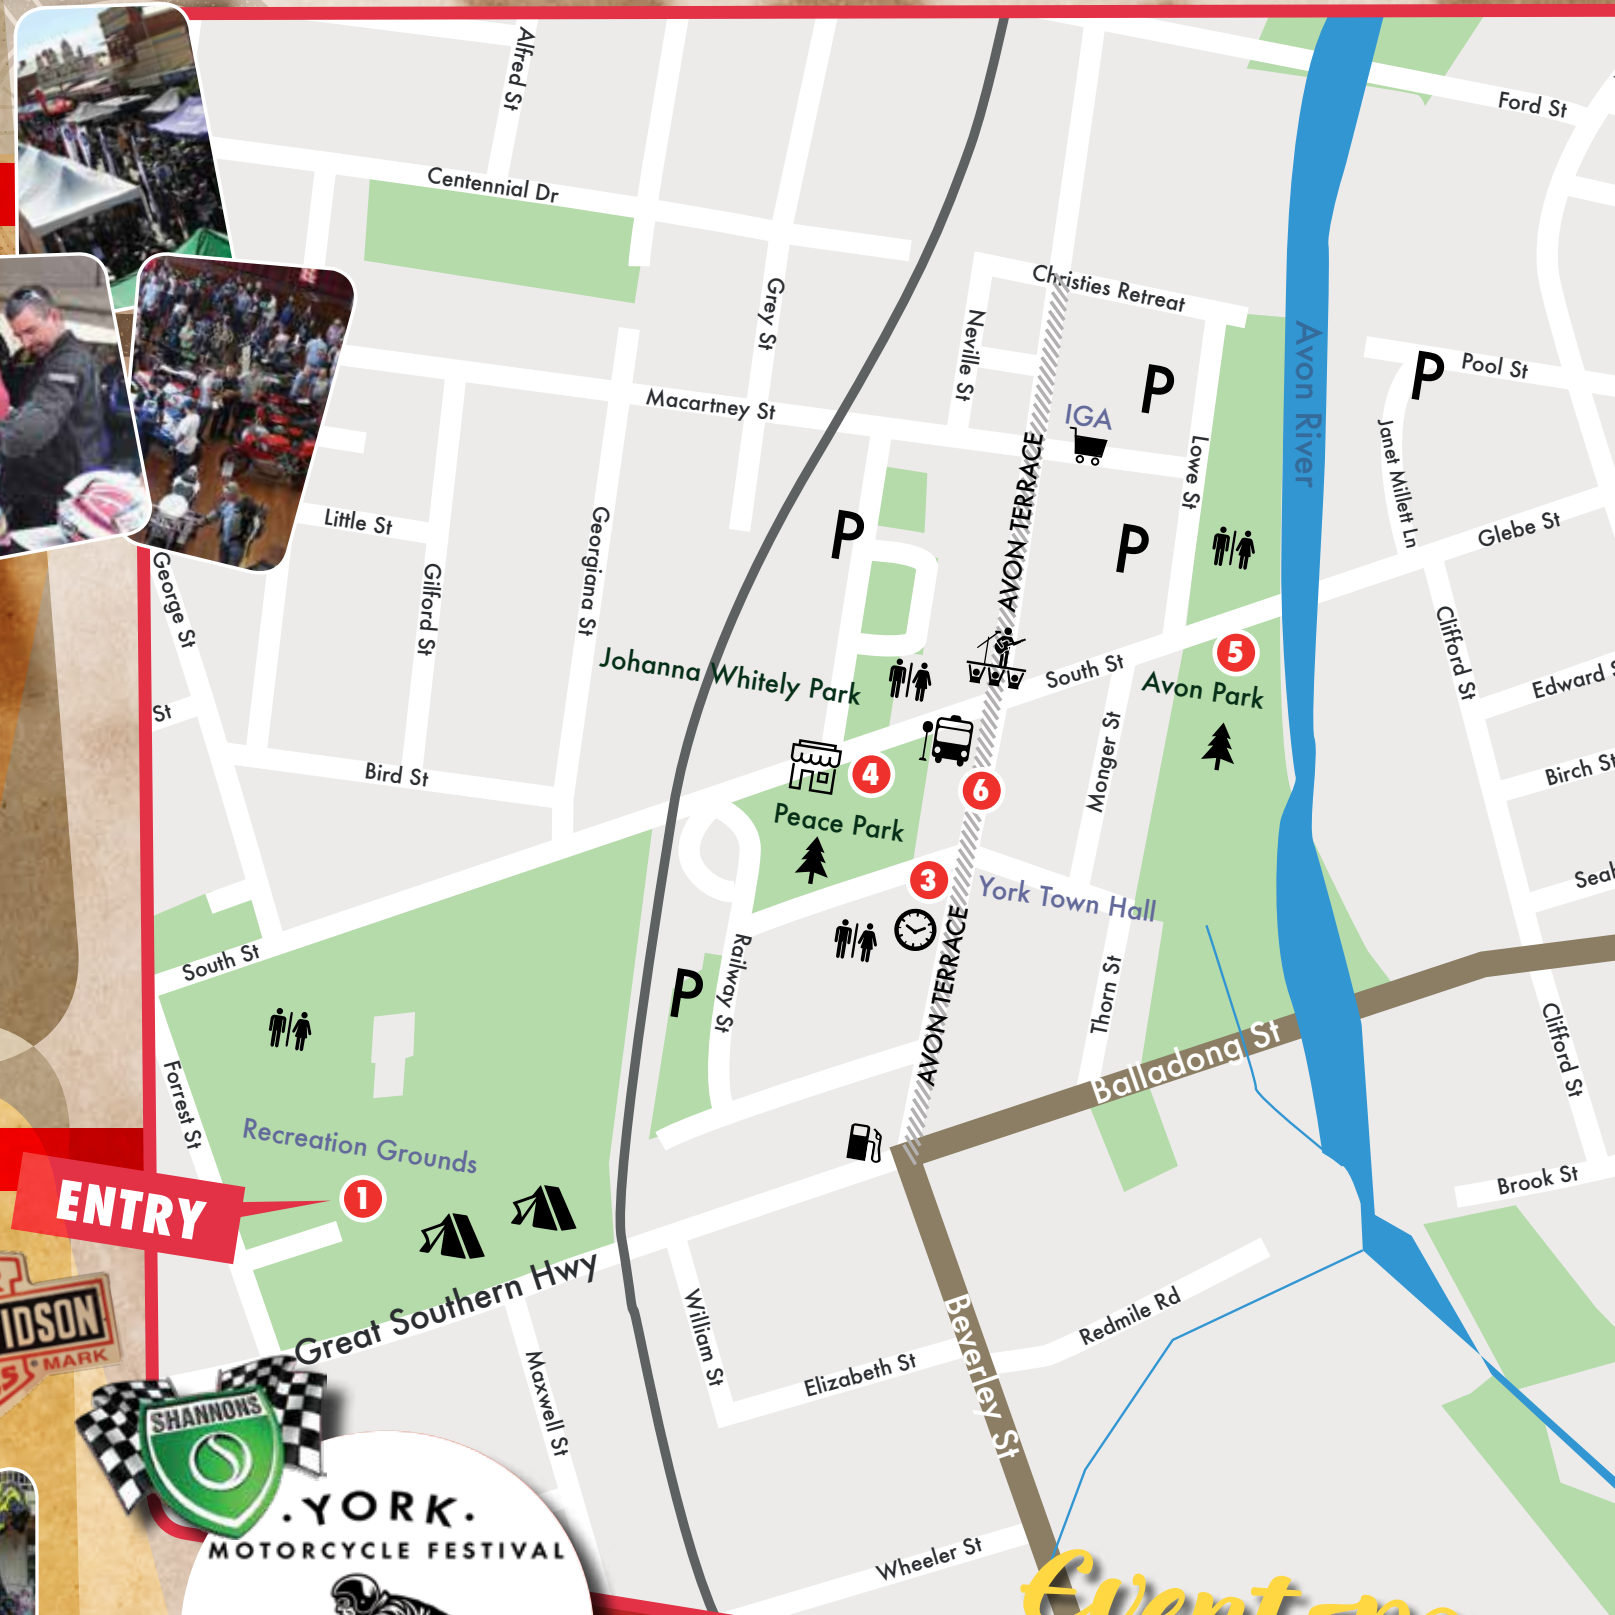 Alfred St
Ford St
Centennial Dr
Christies Retreat
Grey St
Neville St
Avon River
P
P
Pool St
Macartney St
IGA
Janet Millett Ln
Lowe St
AVON TERRACE
Little St
P
P
Glebe St
Georgiana St
George St
Gilford St
Clifford St
Johanna Whitely Park
South St
5
Avon Park
Edward S
St
Monger St
Bird St
4
6
Birch St
Peace Park
3
York Town Hall
Seab
AVON TERRACE
South St
P
Railway St
Thorn St
Balladong St
Clifford St
Forrest St
Recreation Grounds
Brook St
ENTRY
1
Great Southern Hwy
William St
Beverley St
Redmile Rd
Elizabeth St
Maxwell St
IDSON
MARK
SHANNONS
.YORK.
MOTORCYCLE FESTIVAL
Wheeler St